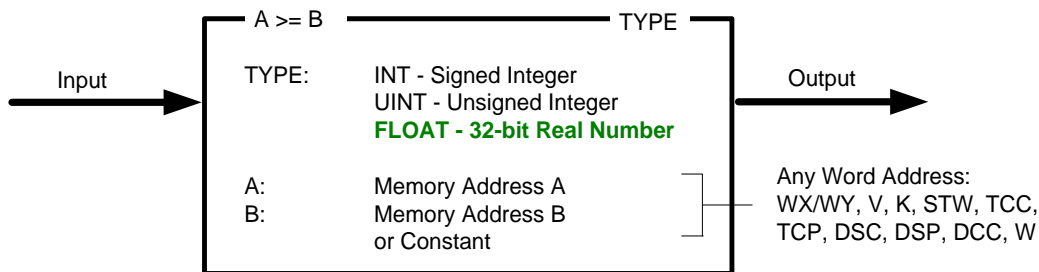 A >= B TYPE
Input
Output
TYPE: INT - Signed Integer
UINT - Unsigned Integer
FLOAT - 32-bit Real Number
A: Memory Address A
B: Memory Address B
or Constant
Any Word Address:
WX/WY, V, K, STW, TCC,
TCP, DSC, DSP, DCC, W